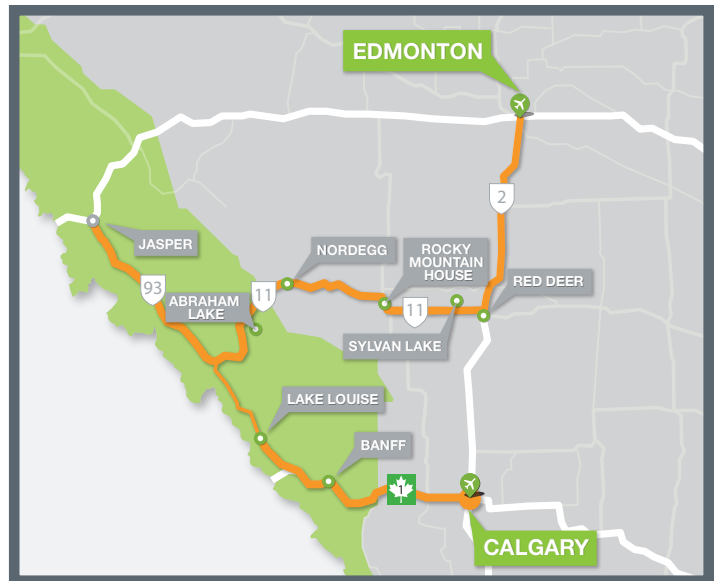 EDMONTON
2
JASPER
NORDEGG
ROCKY
MOUNTAIN
HOUSE
RED DEER
93
ABRAHAM
LAKE
11
11
SYLVAN LAKE
LAKE LOUISE
BANFF
1
CALGARY